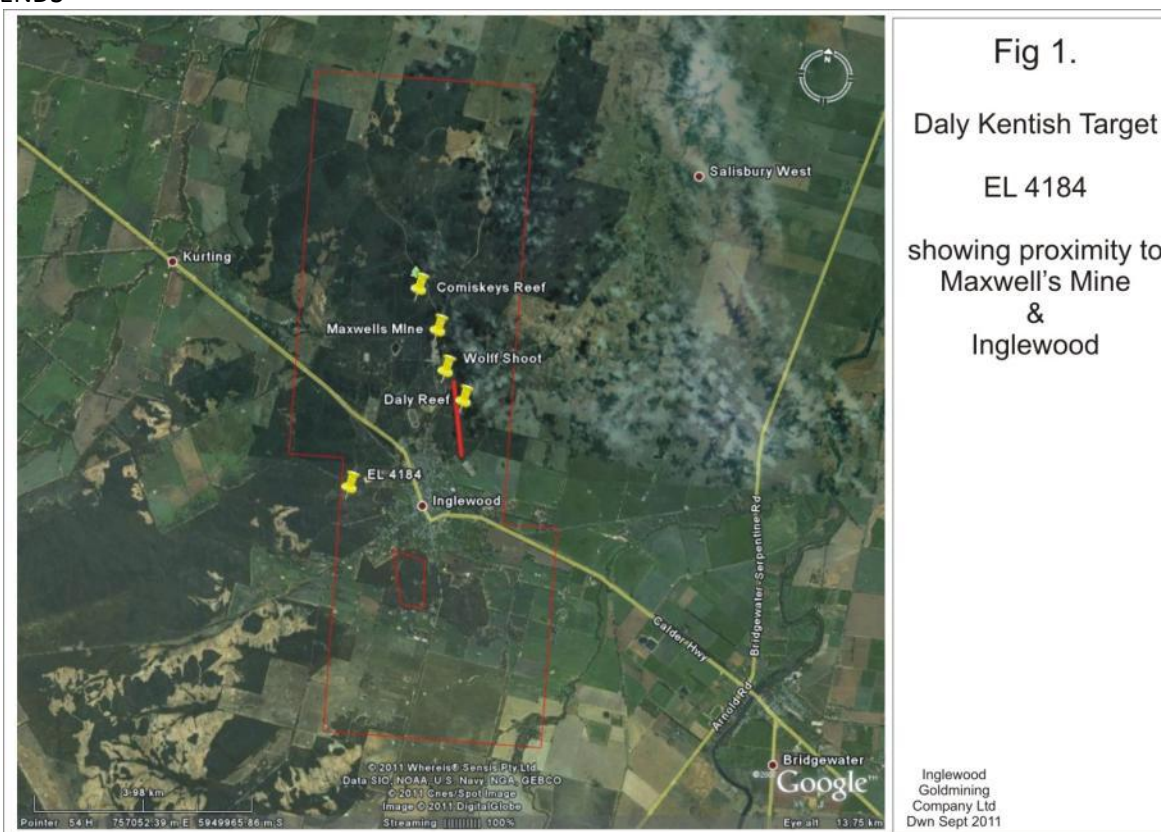 Fig 1.
Daly Kentish Target
EL 4184
showing proximity to
Maxwell's Mine
&
Inglewood
N
Salisbury West
Kurting
Comiskeys Reef
Maxwells Mine
Wolff Shoot
Daly Reef
EL 4184
Inglewood
Calder Hwy
Bridgewater-Serpentine Rd
Arnold Rd
Bridgewater
© 2011 Whereis® Sensis Pty Ltd
Data SIO, NOAA, U.S. Navy, NGA, GEBCO
© 2011 Cnes/Spot Image
Image © 2011 DigitalGlobe
Google
3.98 km
Pointer 54 H 757052.39 m E 5949965.86 m S
Streaming 100%
Eye alt 13.75 km
Inglewood
Goldmining
Company Ltd
Dwn Sept 2011